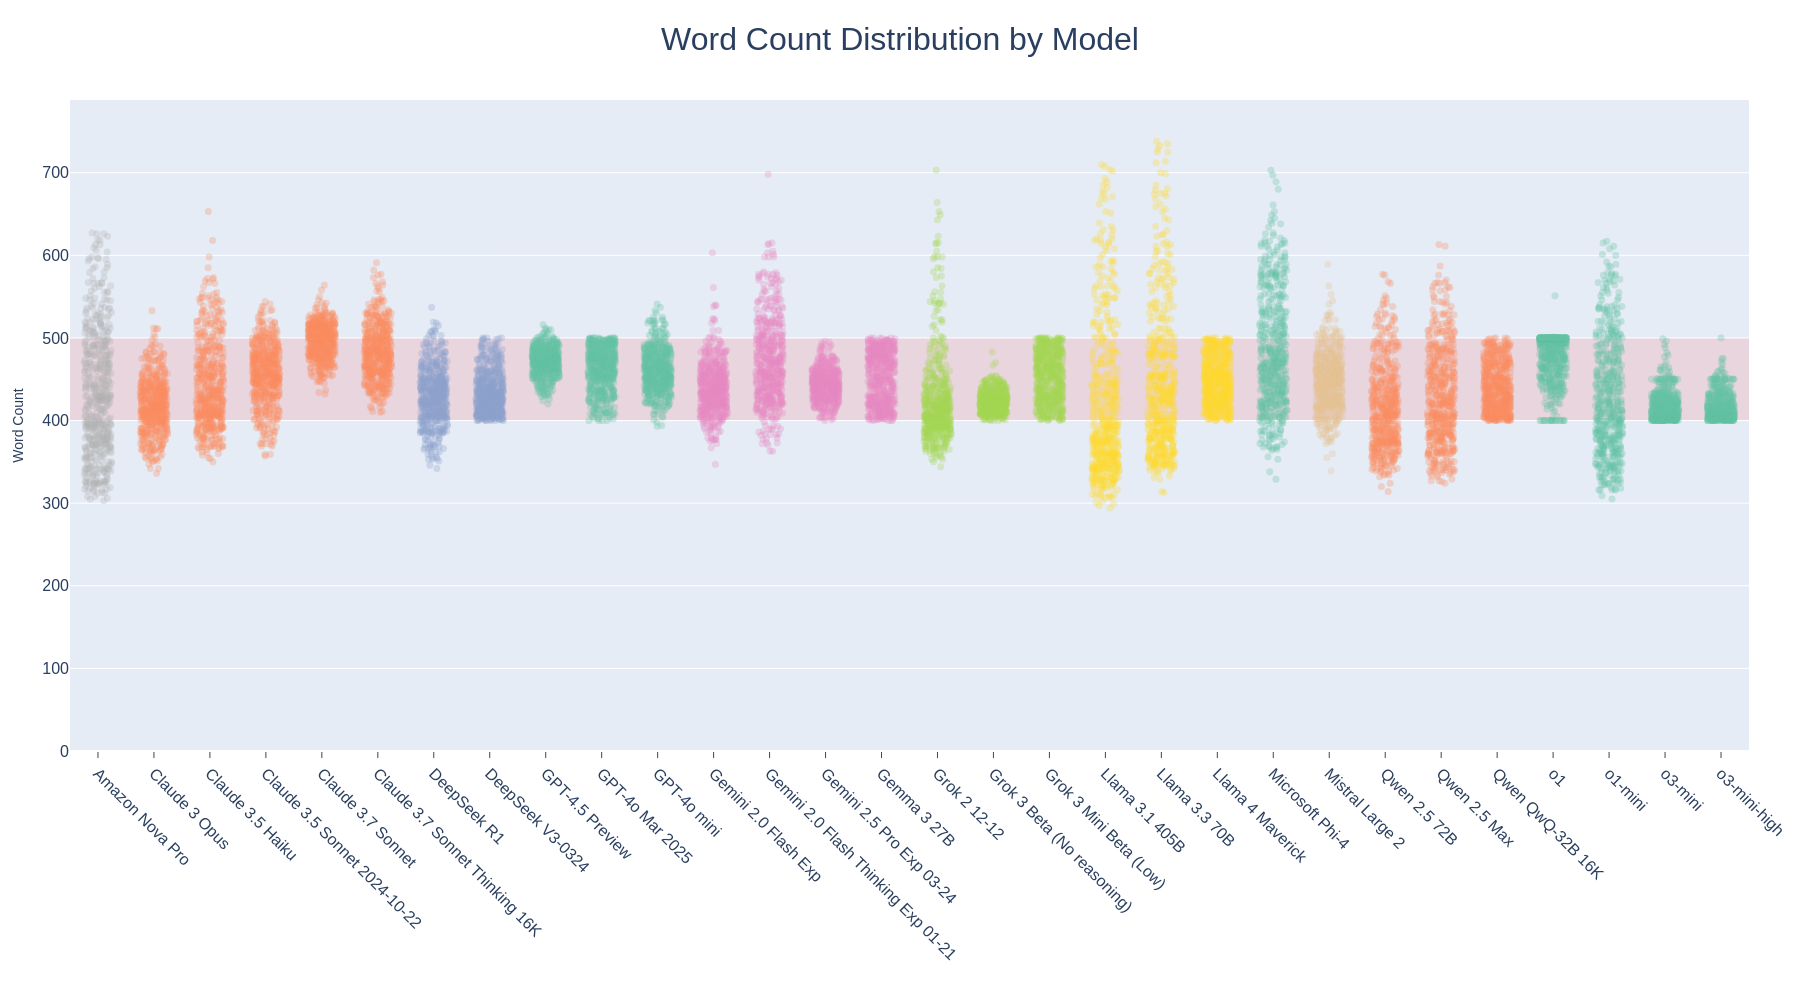 Word Count Distribution by Model
Word Count
700
600
500
400
300
200
100
0
Amazon Nova Pro
Claude 3 Opus
Claude 3.5 Haiku
Claude 3.5 Sonnet 2024-10-22
Claude 3.7 Sonnet
Claude 3.7 Sonnet Thinking 16K
DeepSeek R1
DeepSeek V3-0324
GPT-4.5 Preview
GPT-4o Mar 2025
GPT-4o mini
Gemini 2.0 Flash Exp
Gemini 2.0 Flash Thinking Exp 01-21
Gemini 2.5 Pro Exp 03-24
Gemma 3 27B
Grok 2 12-12
Grok 3 Beta (No reasoning)
Grok 3 Mini Beta (Low)
Llama 3.1 405B
Llama 3.3 70B
Llama 4 Maverick
Microsoft Phi-4
Mistral Large 2
Qwen 2.5 72B
Qwen 2.5 Max
Qwen QwQ-32B 16K
o1
o1-mini
o3-mini
o3-mini-high